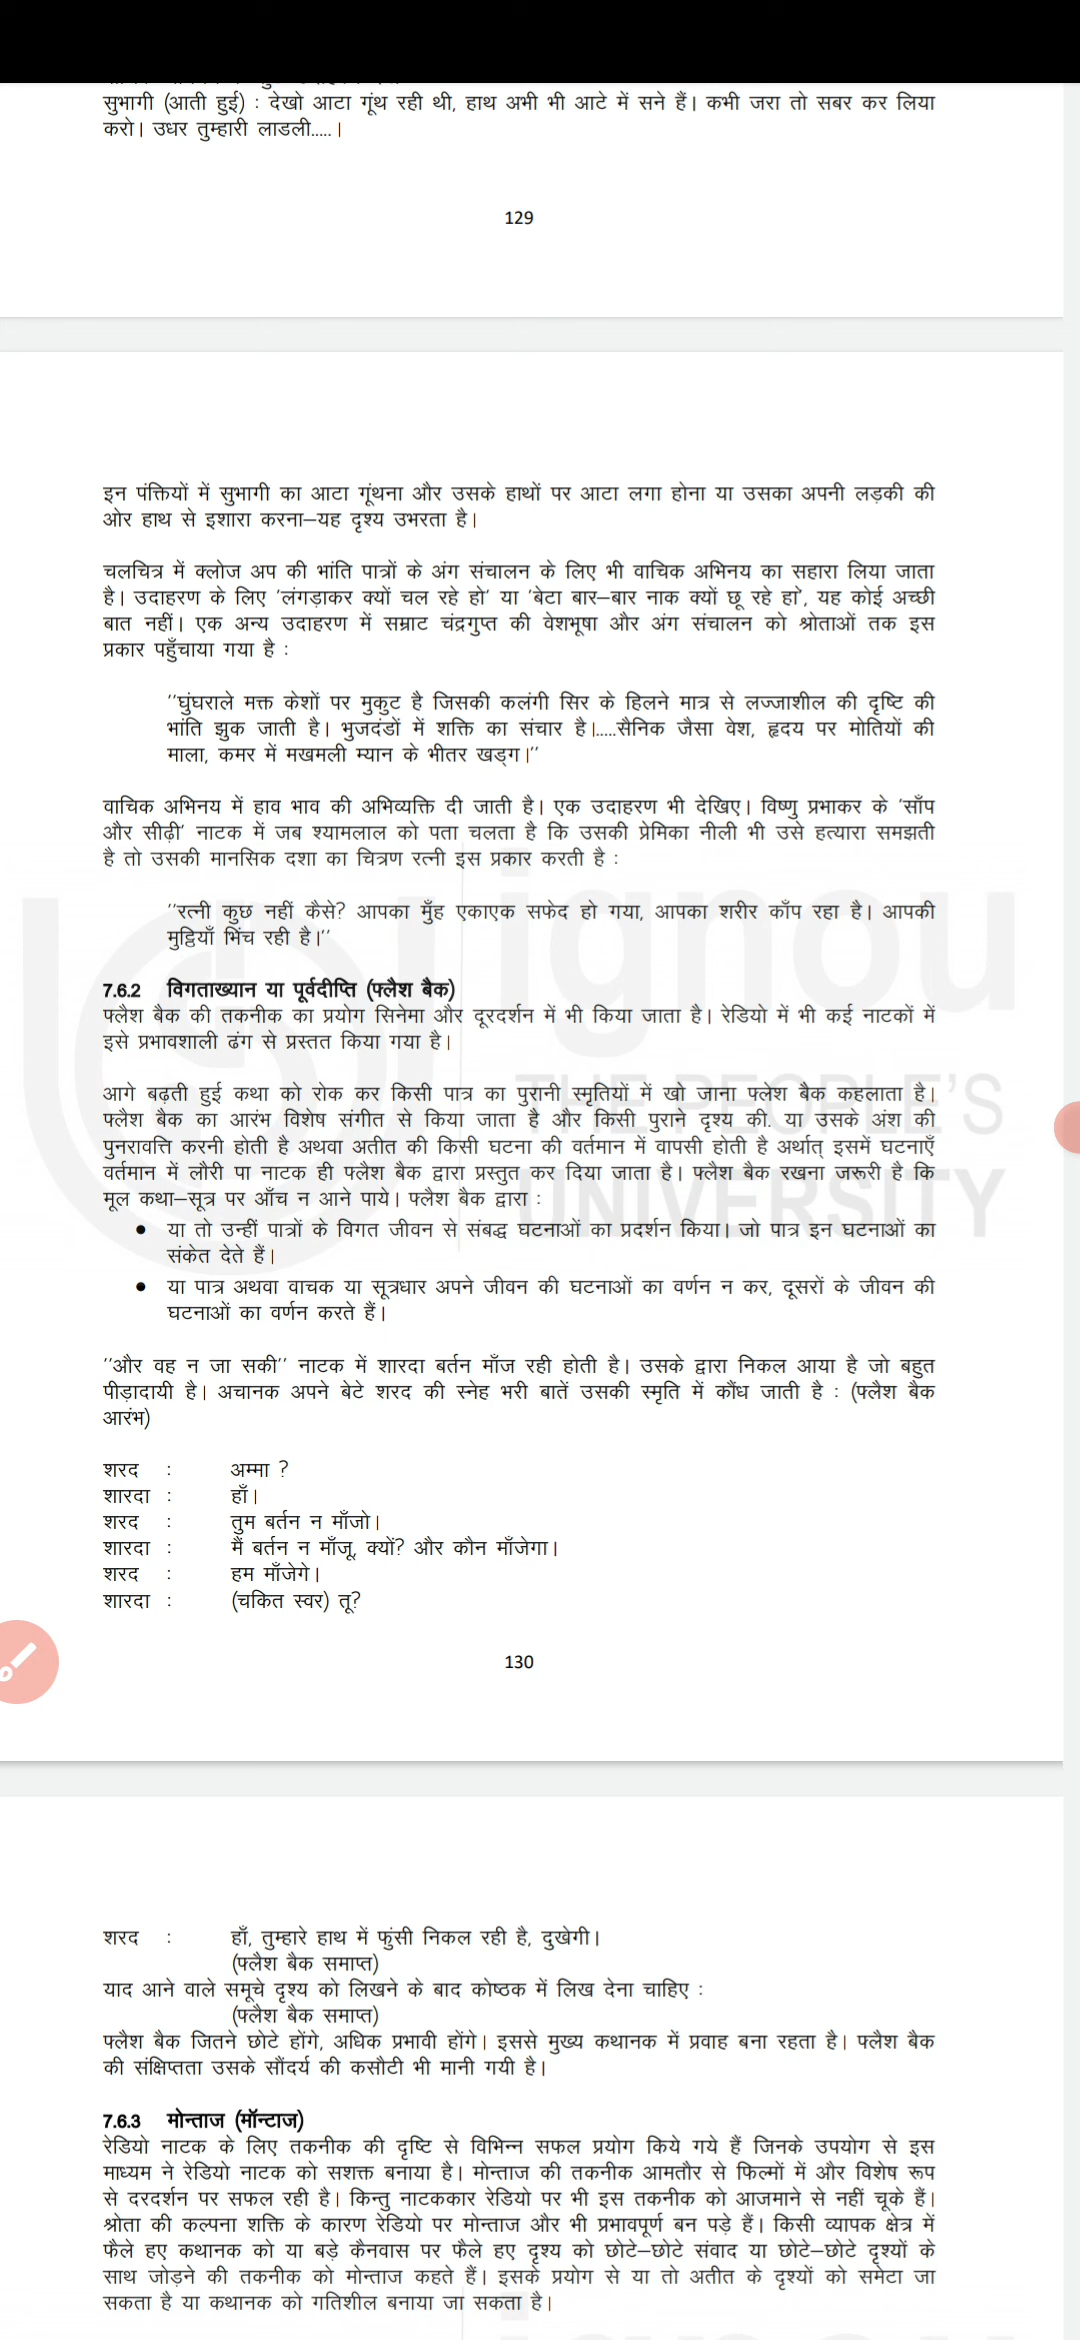 सुभागी (आती हुई) : देखो आटा गूंथ रही थी, हाथ अभी भी आटे में सने हैं। कभी जरा तो सबर कर लिया
करो। उधर तुम्हारी लाडली.....।
129
इन पंक्तियों में सुभागी का आटा गूंथना और उसके हाथों पर आटा लगा होना या उसका अपनी लड़की की
ओर हाथ से इशारा करना–यह दृश्य उभरता है।
चलचित्र में क्लोज अप की भांति पात्रों के अंग संचालन के लिए भी वाचिक अभिनय का सहारा लिया जाता
है। उदाहरण के लिए 'लंगड़ाकर क्यों चल रहे हो' या 'बेटा बार–बार नाक क्यों छू रहे हो', यह कोई अच्छी
बात नहीं। एक अन्य उदाहरण में सम्राट चंद्रगुप्त की वेशभूषा और अंग संचालन को श्रोताओं तक इस
प्रकार पहुँचाया गया है :
''घुंघराले मक्त केशों पर मुकुट है जिसकी कलंगी सिर के हिलने मात्र से लज्जाशील की दृष्टि की
भांति झुक जाती है। भुजदंडों में शक्ति का संचार है।.....सैनिक जैसा वेश, हृदय पर मोतियों की
माला, कमर में मखमली म्यान के भीतर खड्ग।''
वाचिक अभिनय में हाव भाव की अभिव्यक्ति दी जाती है। एक उदाहरण भी देखिए। विष्णु प्रभाकर के 'साँप
और सीढ़ी' नाटक में जब श्यामलाल को पता चलता है कि उसकी प्रेमिका नीली भी उसे हत्यारा समझती
है तो उसकी मानसिक दशा का चित्रण रत्नी इस प्रकार करती है :
''रत्नी कुछ नहीं कैसे? आपका मुँह एकाएक सफेद हो गया, आपका शरीर काँप रहा है। आपकी
मुट्ठियाँ भिंच रही है।''
7.6.2 विगताख्यान या पूर्वदीप्ति (फ्लैश बैक)
फ्लैश बैक की तकनीक का प्रयोग सिनेमा और दूरदर्शन में भी किया जाता है। रेडियो में भी कई नाटकों में
इसे प्रभावशाली ढंग से प्रस्तत किया गया है।
आगे बढ़ती हुई कथा को रोक कर किसी पात्र का पुरानी स्मृतियों में खो जाना फ्लेश बैक कहलाता है।
फ्लैश बैक का आरंभ विशेष संगीत से किया जाता है और किसी पुराने दृश्य की. या उसके अंश की
पुनरावत्ति करनी होती है अथवा अतीत की किसी घटना की वर्तमान में वापसी होती है अर्थात् इसमें घटनाएँ
वर्तमान में लौरी पा नाटक ही फ्लैश बैक द्वारा प्रस्तुत कर दिया जाता है। फ्लैश बैक रखना जरूरी है कि
मूल कथा–सूत्र पर आँच न आने पाये। फ्लैश बैक द्वारा :
• या तो उन्हीं पात्रों के विगत जीवन से संबद्ध घटनाओं का प्रदर्शन किया। जो पात्र इन घटनाओं का
संकेत देते हैं।
• या पात्र अथवा वाचक या सूत्रधार अपने जीवन की घटनाओं का वर्णन न कर, दूसरों के जीवन की
घटनाओं का वर्णन करते हैं।
''और वह न जा सकी'' नाटक में शारदा बर्तन माँज रही होती है। उसके द्वारा निकल आया है जो बहुत
पीड़ादायी है। अचानक अपने बेटे शरद की स्नेह भरी बातें उसकी स्मृति में कौंध जाती है : (फ्लैश बैक
आरंभ)
शरद : अम्मा ?
शारदा : हाँ।
शरद : तुम बर्तन न माँजो।
शारदा : मैं बर्तन न माँजू, क्यों? और कौन माँजेगा।
शरद : हम माँजेगे।
शारदा : (चकित स्वर) तू?
130
ignou
THE PEOPLE'S
UNIVERSITY
शरद : हाँ, तुम्हारे हाथ में फुंसी निकल रही है, दुखेगी।
(फ्लैश बैक समाप्त)
याद आने वाले समूचे दृश्य को लिखने के बाद कोष्ठक में लिख देना चाहिए :
(फ्लैश बैक समाप्त)
फ्लैश बैक जितने छोटे होंगे, अधिक प्रभावी होंगे। इससे मुख्य कथानक में प्रवाह बना रहता है। फ्लैश बैक
की संक्षिप्तता उसके सौंदर्य की कसौटी भी मानी गयी है।
7.6.3 मोन्ताज (मॉन्टाज)
रेडियो नाटक के लिए तकनीक की दृष्टि से विभिन्न सफल प्रयोग किये गये हैं जिनके उपयोग से इस
माध्यम ने रेडियो नाटक को सशक्त बनाया है। मोन्ताज की तकनीक आमतौर से फिल्मों में और विशेष रूप
से दरदर्शन पर सफल रही है। किन्तु नाटककार रेडियो पर भी इस तकनीक को आजमाने से नहीं चूके हैं।
श्रोता की कल्पना शक्ति के कारण रेडियो पर मोन्ताज और भी प्रभावपूर्ण बन पड़े हैं। किसी व्यापक क्षेत्र में
फैले हए कथानक को या बड़े कैनवास पर फैले हए दृश्य को छोटे–छोटे संवाद या छोटे–छोटे दृश्यों के
साथ जोड़ने की तकनीक को मोन्ताज कहते हैं। इसके प्रयोग से या तो अतीत के दृश्यों को समेटा जा
सकता है या कथानक को गतिशील बनाया जा सकता है।